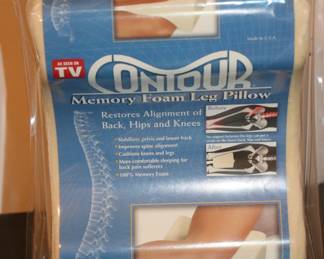 Made in U.S.A.
AS SEEN ON
TV
CONTOUR
Memory Foam Leg Pillow
Restores Alignment of
Back, Hips and Knees
• Stabilizes pelvis and lower back
• Improves spine alignment
• Cushions knees and legs
• More comfortable sleeping for
back pain sufferers
• 100% Memory Foam
Before
After